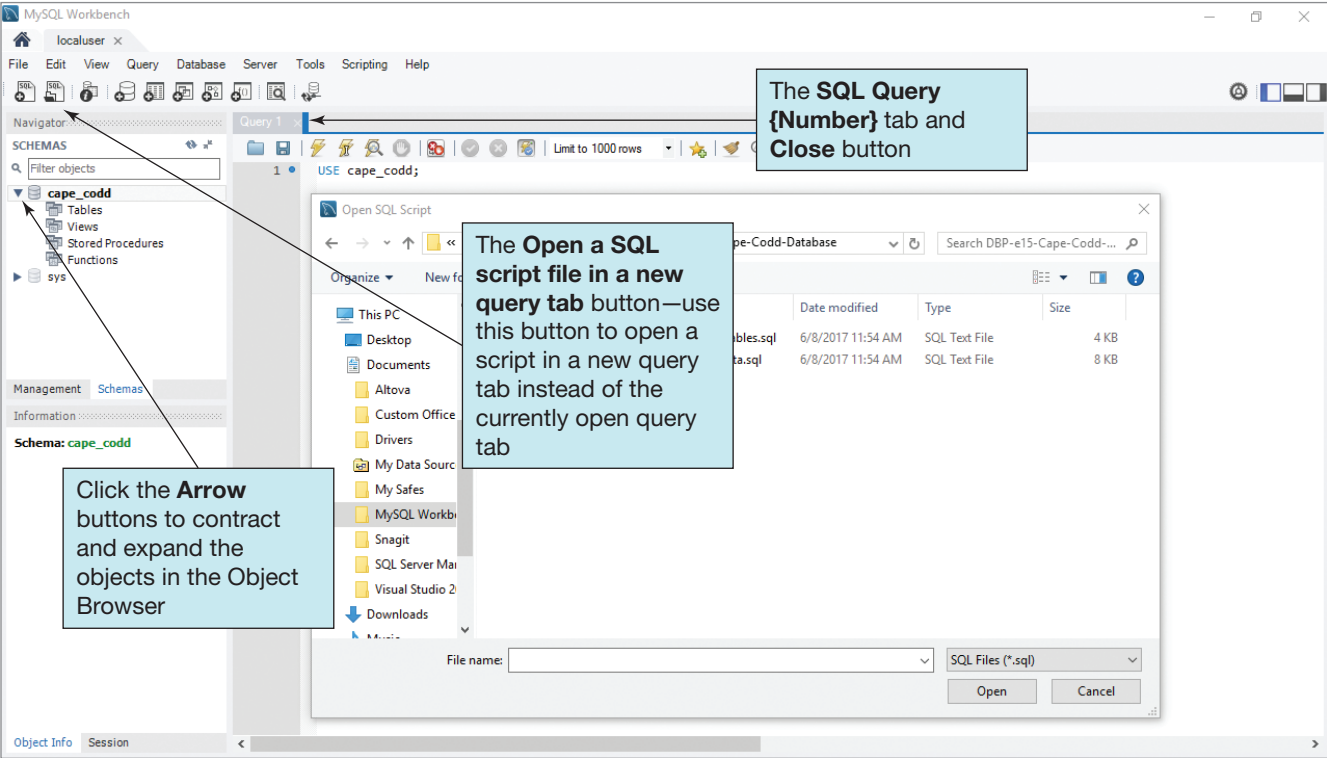 MySQL Workbench
localuser
File Edit View Query Database Server Tools Scripting Help
Navigator
SCHEMAS
Filter objects
cape_codd
Tables
Views
Stored Procedures
Functions
sys
Management Schemas
Information
Schema: cape_codd
Object Info Session
Query 1
Limit to 1000 rows
1 USE cape_codd;
The SQL Query
{Number} tab and
Close button
Open SQL Script
pe-Codd-Database
Search DBP-e15-Cape-Codd-...
Organize New fo
Date modified Type Size
bles.sql 6/8/2017 11:54 AM SQL Text File 4 KB
ta.sql 6/8/2017 11:54 AM SQL Text File 8 KB
This PC
Desktop
Documents
Altova
Custom Office
Drivers
My Data Sourc
My Safes
MySQL Workb
Snagit
SQL Server Ma
Visual Studio 2
Downloads
File name:
SQL Files (*.sql)
Open Cancel
The Open a SQL
script file in a new
query tab button—use
this button to open a
script in a new query
tab instead of the
currently open query
tab
Click the Arrow
buttons to contract
and expand the
objects in the Object
Browser